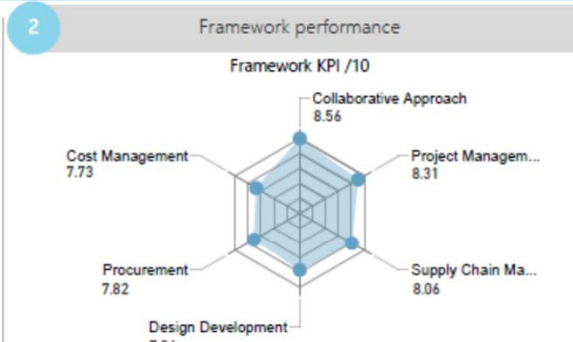 2
Framework performance
Framework KPI /10
Collaborative Approach
8.56
Cost Management
7.73
Project Managem...
8.31
Procurement
7.82
Supply Chain Ma...
8.06
Design Development